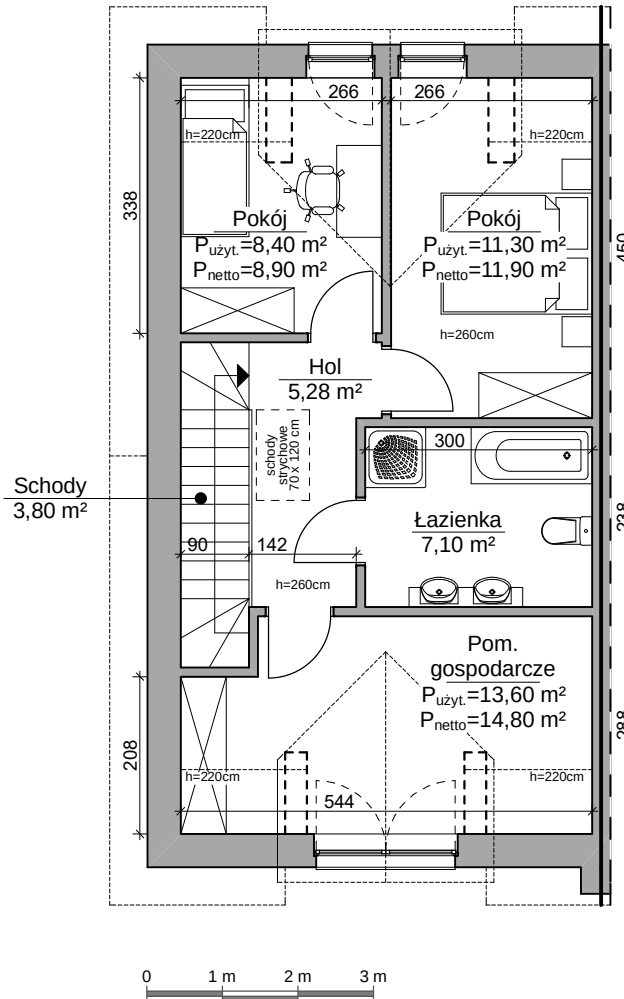 266
266
h=220cm
h=220cm
338
450
Pokój
Pużyt.=8,40 m²
Pnetto=8,90 m²
Pokój
Pużyt.=11,30 m²
Pnetto=11,90 m²
h=260cm
Hol
5,28 m²
schody
strychowe
70 x 120 cm
300
Schody
3,80 m²
Łazienka
7,10 m²
238
90
142
h=260cm
Pom.
gospodarcze
Pużyt.=13,60 m²
Pnetto=14,80 m²
208
288
h=220cm
h=220cm
544
0
1 m
2 m
3 m